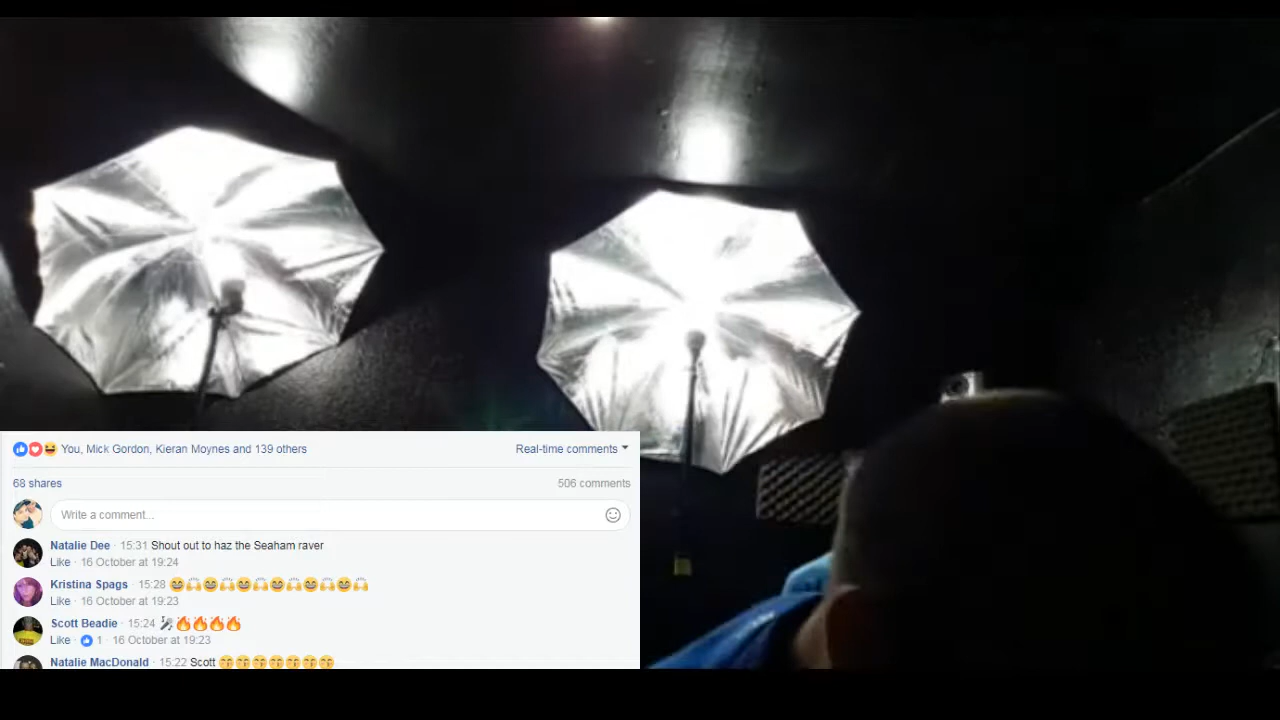 You, Mick Gordon, Kieran Moynes and 139 others Real-time comments
68 shares 506 comments
Write a comment...
Natalie Dee · 15:31 Shout out to haz the Seaham raver
Like · 16 October at 19:24
Kristina Spags · 15:28 😂🙌😂🙌😂🙌😂🙌😂🙌😂🙌
Like · 16 October at 19:23
Scott Beadie · 15:24 🎤🔥🔥🔥🔥
Like · 1 · 16 October at 19:23
Natalie MacDonald · 15:22 Scott 😙😙😙😙😙😙😙